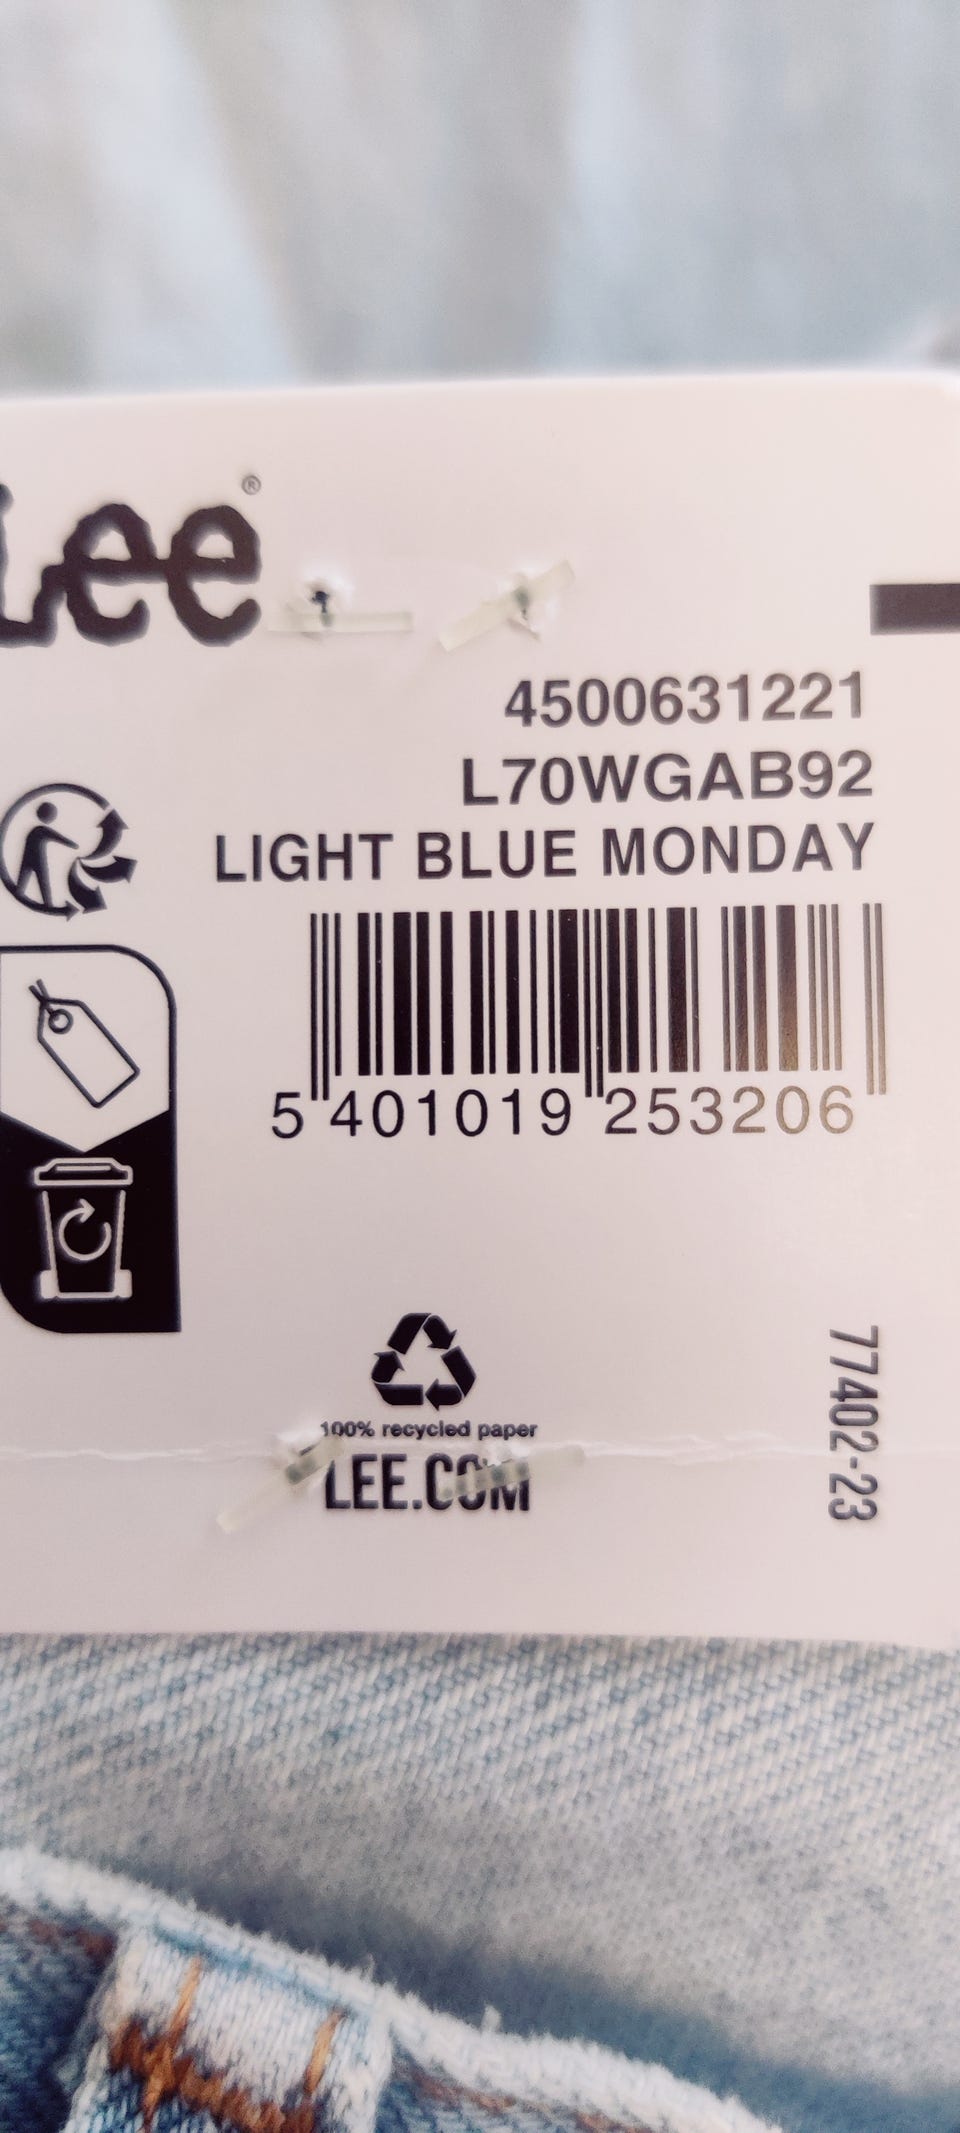 Lee®
4500631221
L70WGAB92
LIGHT BLUE MONDAY
5 401019 253206
100% recycled paper
LEE.COM
77402-23